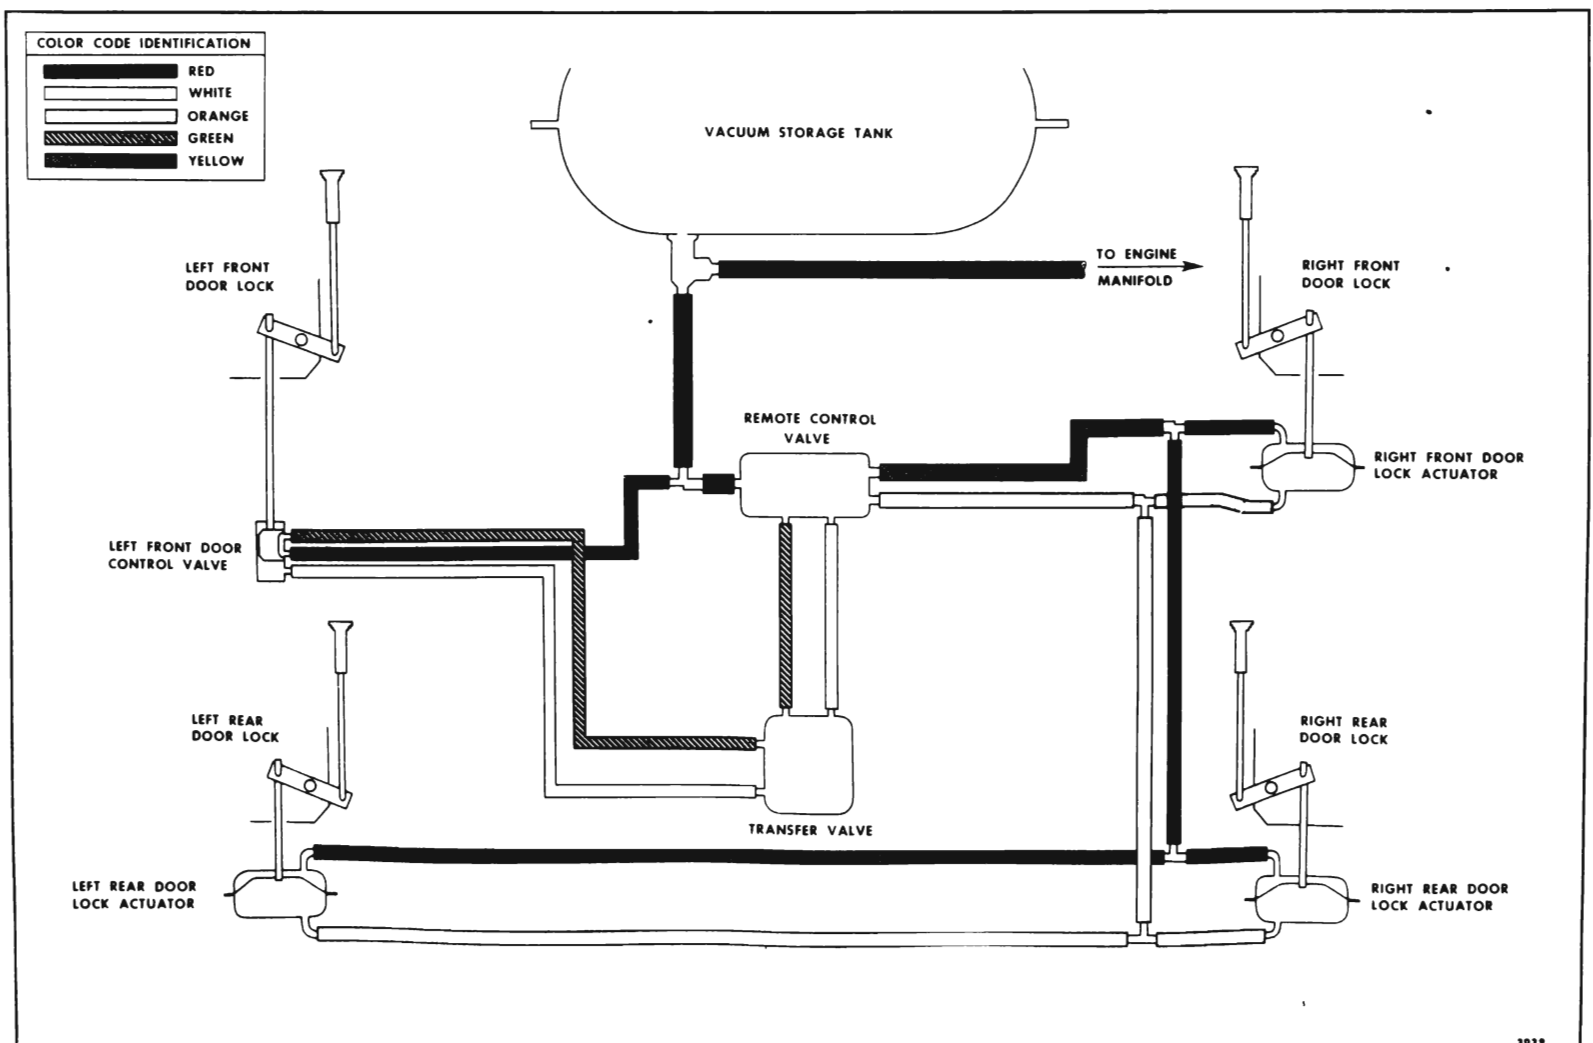 COLOR CODE IDENTIFICATION
RED
WHITE
ORANGE
GREEN
YELLOW
VACUUM STORAGE TANK
LEFT FRONT
DOOR LOCK
TO ENGINE
MANIFOLD
RIGHT FRONT
DOOR LOCK
REMOTE CONTROL
VALVE
RIGHT FRONT DOOR
LOCK ACTUATOR
LEFT FRONT DOOR
CONTROL VALVE
LEFT REAR
DOOR LOCK
RIGHT REAR
DOOR LOCK
TRANSFER VALVE
LEFT REAR DOOR
LOCK ACTUATOR
RIGHT REAR DOOR
LOCK ACTUATOR